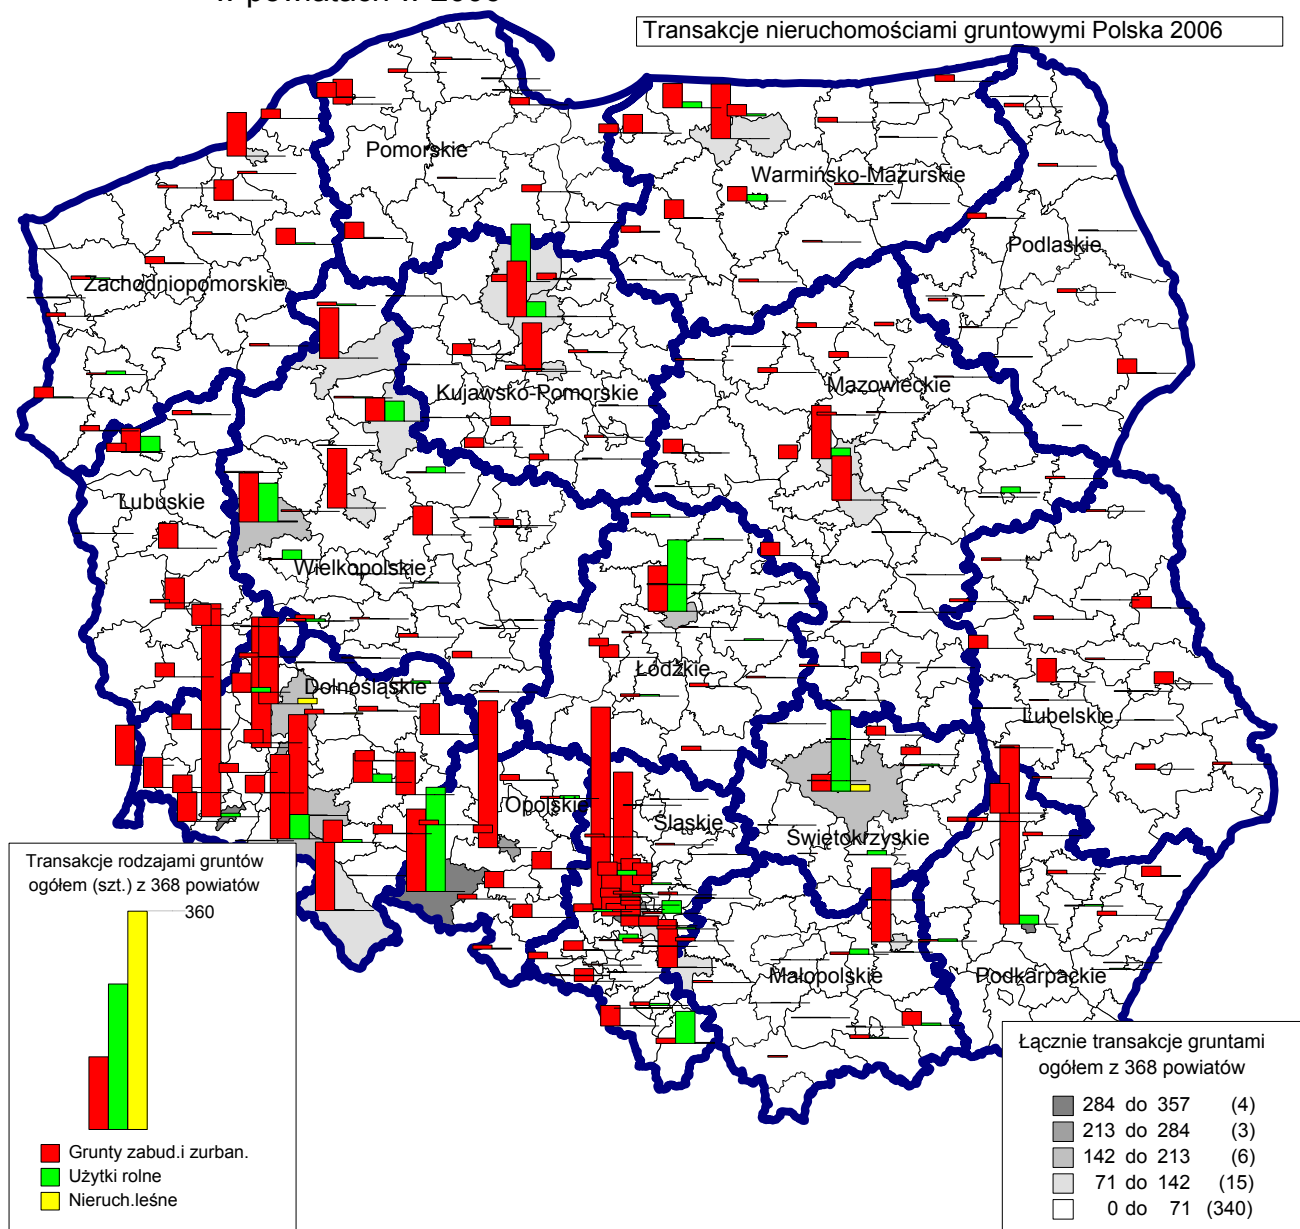 Transakcje nieruchomościami gruntowymi Polska 2006
Pomorskie
Warmińsko-Mazurskie
Podlaskie
Zachodniopomorskie
Kujawsko-Pomorskie
Mazowieckie
Lubuskie
Wielkopolskie
Łódzkie
Dolnośląskie
Lubelskie
Opolskie
Śląskie
Świętokrzyskie
Małopolskie
Podkarpackie
Transakcje rodzajami gruntów
ogółem (szt.) z 368 powiatów
360
Grunty zabud.i zurban.
Użytki rolne
Nieruch.leśne
Łącznie transakcje gruntami
ogółem z 368 powiatów
284 do 357 (4)
213 do 284 (3)
142 do 213 (6)
71 do 142 (15)
0 do 71 (340)